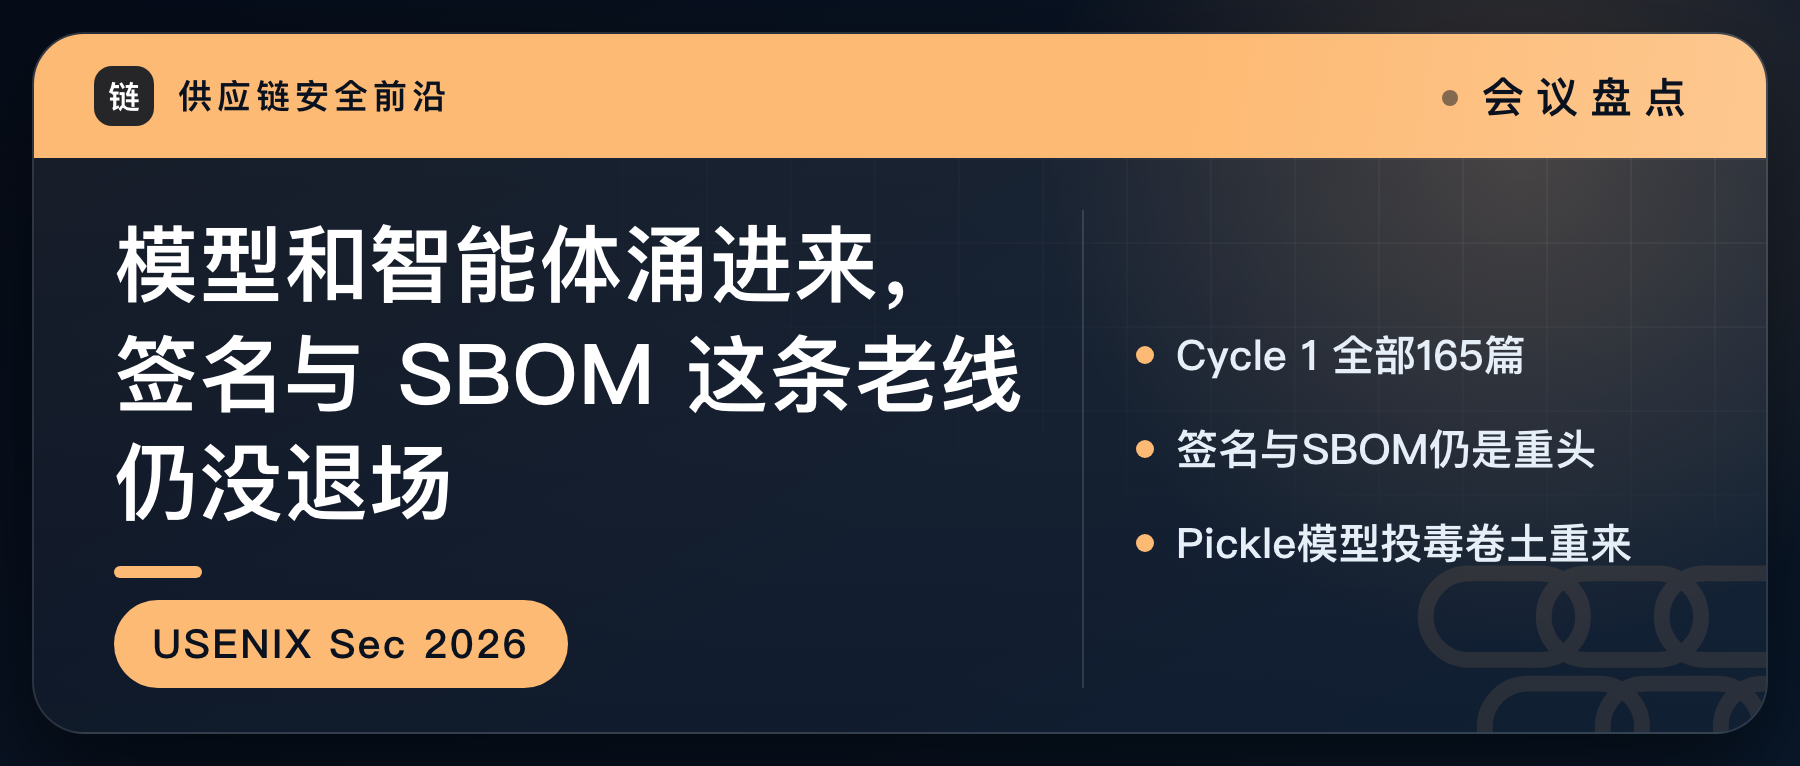 链 供应链安全前沿
会议盘点
模型和智能体涌进来,
签名与 SBOM 这条老线
仍没退场
USENIX Sec 2026
Cycle 1 全部165篇
签名与SBOM仍是重头
Pickle模型投毒卷土重来